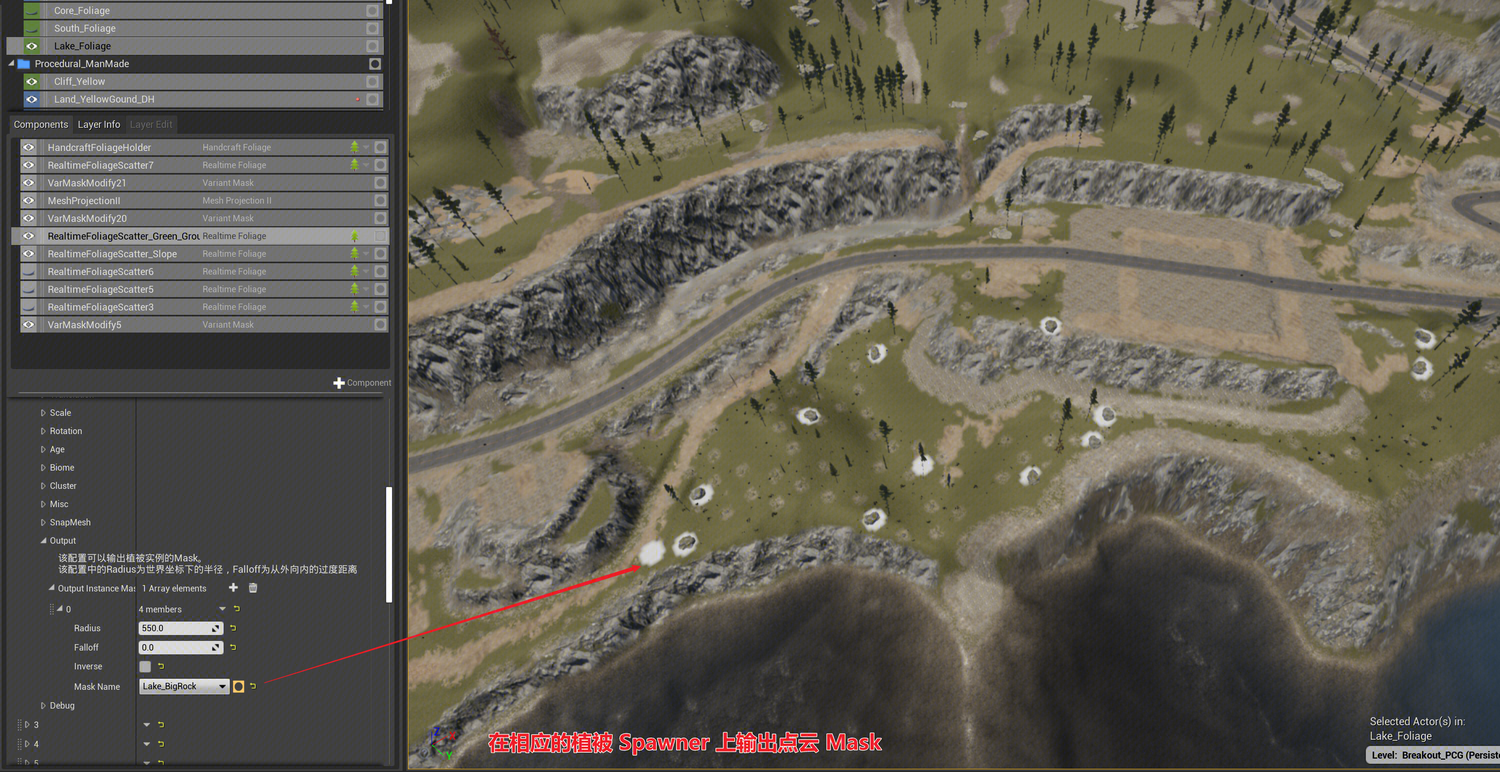 Core_Foliage
South_Foliage
Lake_Foliage
Procedural_ManMade
Cliff_Yellow
Land_YellowGound_DH
Components Layer Info Layer Edit
HandcraftFoliageHolder Handcraft Foliage
RealtimeFoliageScatter7 Realtime Foliage
VarMaskModify21 Variant Mask
MeshProjectionII Mesh Projection II
VarMaskModify20 Variant Mask
RealtimeFoliageScatter_Green_Grou Realtime Foliage
RealtimeFoliageScatter_Slope Realtime Foliage
RealtimeFoliageScatter6 Realtime Foliage
RealtimeFoliageScatter5 Realtime Foliage
RealtimeFoliageScatter3 Realtime Foliage
VarMaskModify5 Variant Mask
Component
Scale
Rotation
Age
Biome
Cluster
Misc
SnapMesh
Output
该配置可以输出植被实例的Mask,
该配置中的Radius为世界坐标下的半径，Falloff为从外向内的过度距离
Output Instance Mas 1 Array elements
0 4 members
Radius 550.0
Falloff 0.0
Inverse
Mask Name Lake_BigRock
Debug
3
4
5
Z X Y
在相应的植被 Spawner 上输出点云 Mask
Selected Actor(s) in:
Lake_Foliage
Level: Breakout_PCG (Persiste